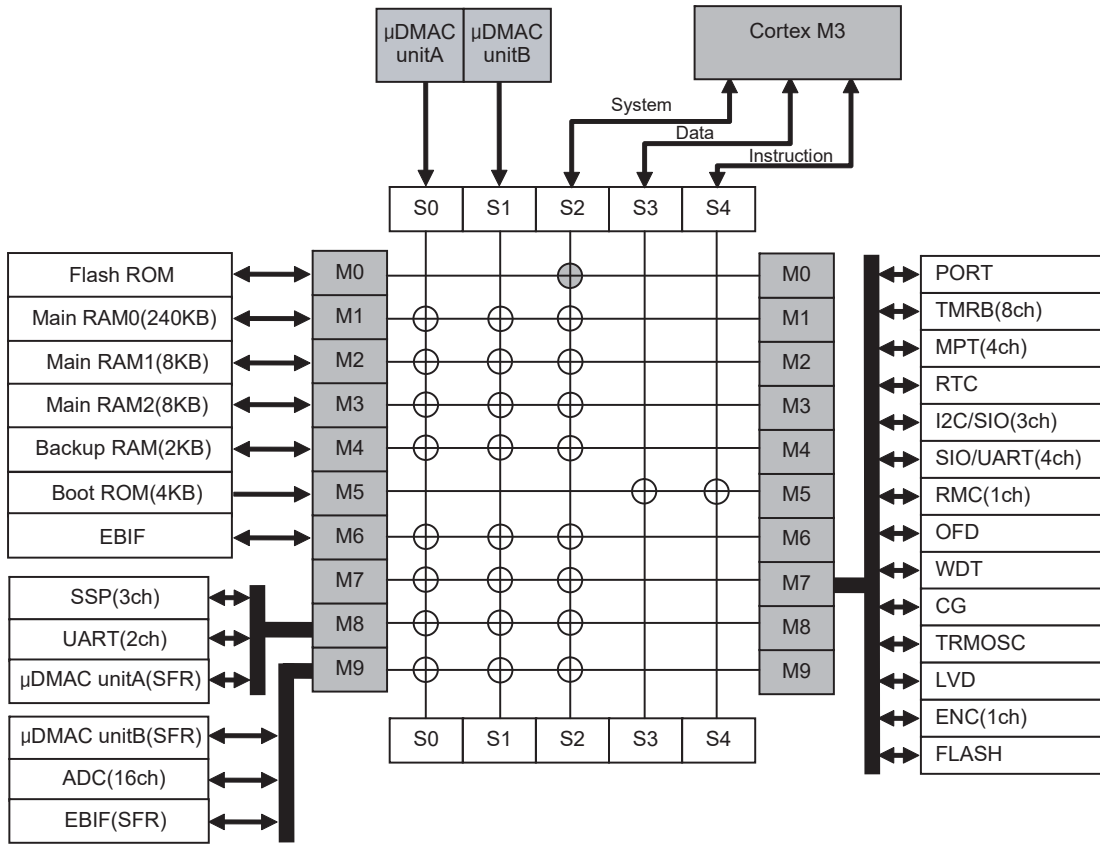 µDMAC
unitA
µDMAC
unitB
Cortex M3
System
Data
Instruction
S0 S1 S2 S3 S4
Flash ROM M0 M0 PORT
Main RAM0(240KB) M1 M1 TMRB(8ch)
Main RAM1(8KB) M2 M2 MPT(4ch)
Main RAM2(8KB) M3 M3 RTC
Backup RAM(2KB) M4 M4 I2C/SIO(3ch)
Boot ROM(4KB) M5 M5 SIO/UART(4ch)
RMC(1ch)
EBIF M6 M6 OFD
M7 M7 WDT
SSP(3ch) CG
UART(2ch) M8 M8 TRMOSC
µDMAC unitA(SFR) M9 M9 LVD
µDMAC unitB(SFR) S0 S1 S2 S3 S4 ENC(1ch)
ADC(16ch) FLASH
EBIF(SFR)